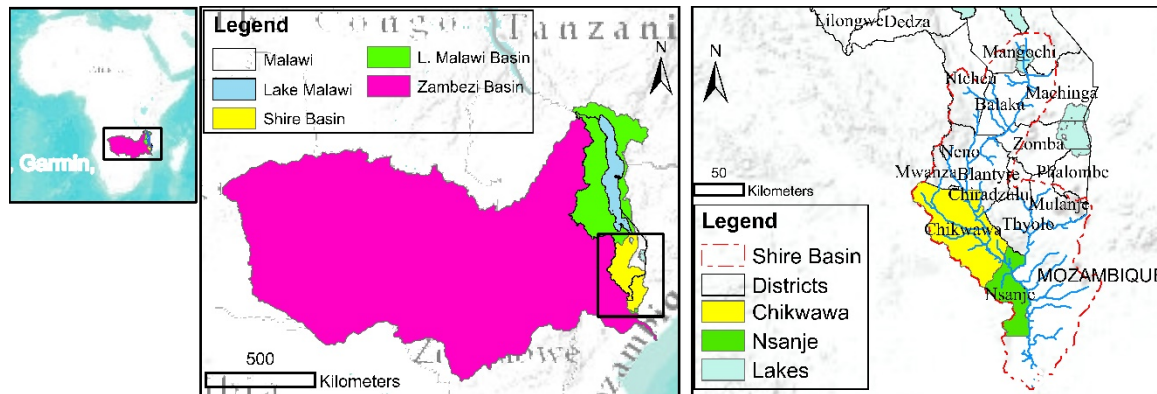 Garmin,
Legend
Malawi
Lake Malawi
Shire Basin
L. Malawi Basin
Zambezi Basin
Tanzani
N
500
Kilometers
N
Lilongwe
Dedza
Mangochi
Ntcheu
Machinga
Balaka
Zomba
Neno
Mwanza
Blantyre
Phalombe
Chiradzulu
Mulanje
Thyolo
Chikwawa
MOZAMBIQUE
Nsanje
50
Kilometers
Legend
Shire Basin
Districts
Chikwawa
Nsanje
Lakes